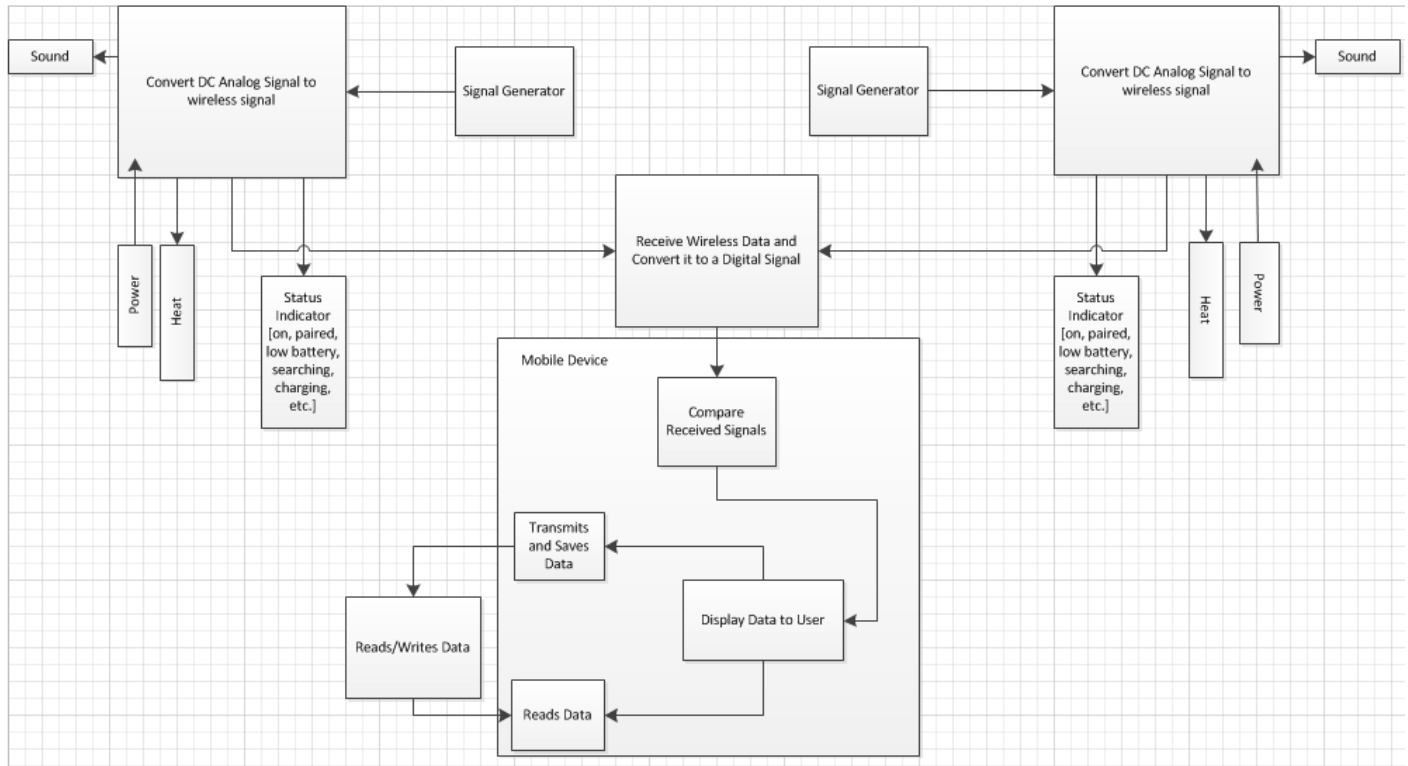 Sound
Convert DC Analog Signal to
wireless signal
Signal Generator
Signal Generator
Convert DC Analog Signal to
wireless signal
Sound
Power
Heat
Status
Indicator
[on, paired,
low battery,
searching,
charging,
etc.]
Receive Wireless Data and
Convert it to a Digital Signal
Status
Indicator
[on, paired,
low battery,
searching,
charging,
etc.]
Heat
Power
Mobile Device
Compare
Received Signals
Transmits
and Saves
Data
Display Data to User
Reads/Writes Data
Reads Data